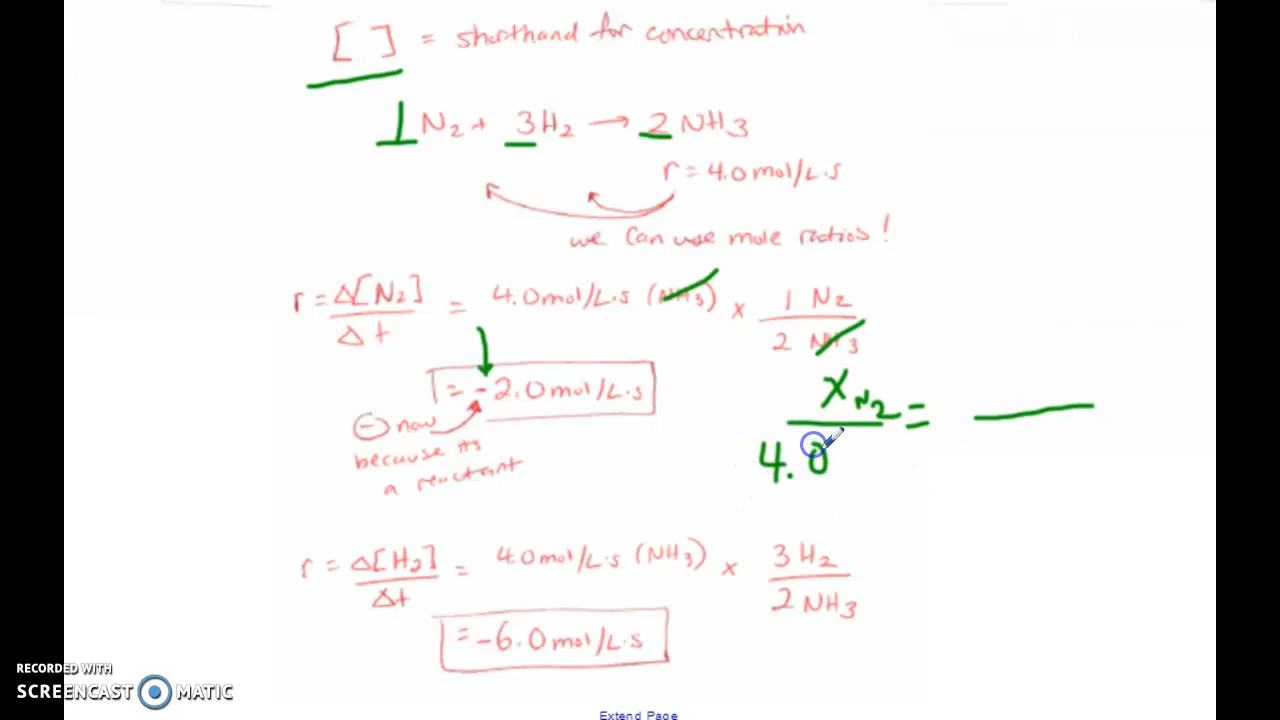 [ ] = shorthand for concentration
1 N2 + 3H2 → 2 NH3
r = 4.0 mol/L·s
we can use mole ratios!
r = Δ[N2]/Δt = 4.0 mol/L·s (NH3) × 1 N2/2 NH3
= -2.0 mol/L·s
(-) now
because its
a reactant
X N2 / 4.0 =
r = Δ[H2]/Δt = 4.0 mol/L·s (NH3) × 3 H2/2 NH3
= -6.0 mol/L·s
RECORDED WITH
SCREENCAST MATIC
Extend Page